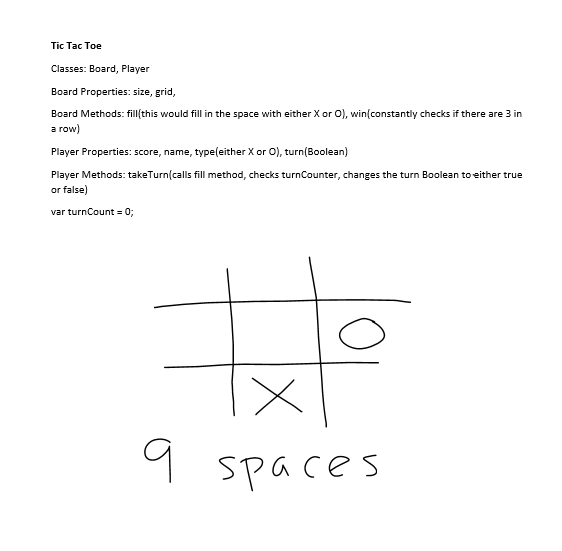 Tic Tac Toe
Classes: Board, Player
Board Properties: size, grid,
Board Methods: fill(this would fill in the space with either X or O), win(constantly checks if there are 3 in
a row)
Player Properties: score, name, type(either X or O), turn(Boolean)
Player Methods: takeTurn(calls fill method, checks turnCounter, changes the turn Boolean to either true
or false)
var turnCount = 0;
O
X
9 spaces